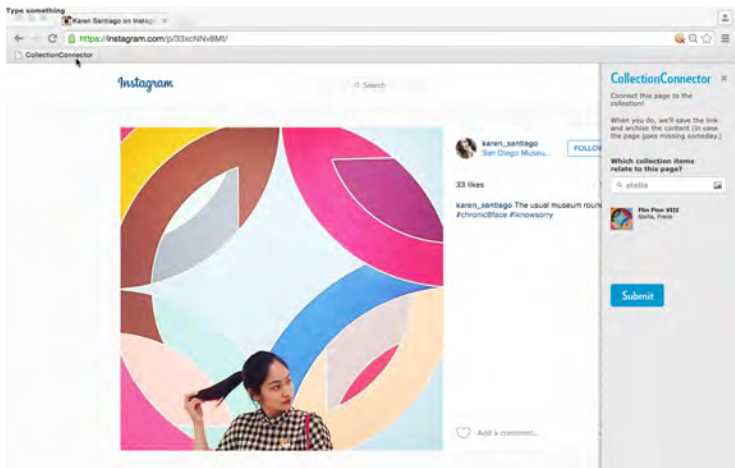 Type something
Karen Santiago on Instagr
https://instagram.com/p/33xcNNv8Mt/
CollectionConnector
Instagram
Search
karen_santiago
San Diego Museu...
FOLLOW
33 likes
karen_santiago The usual museum roun
#chronicBface #iknowsorry
Add a comment...
CollectionConnector ×
Connect this page to the
collection!
When you do, we'll save the link
and archive the content (in case
the page goes missing someday.)
Which collection items
relate to this page?
stella
Flin Flon VIII
Stella, Frank
Submit